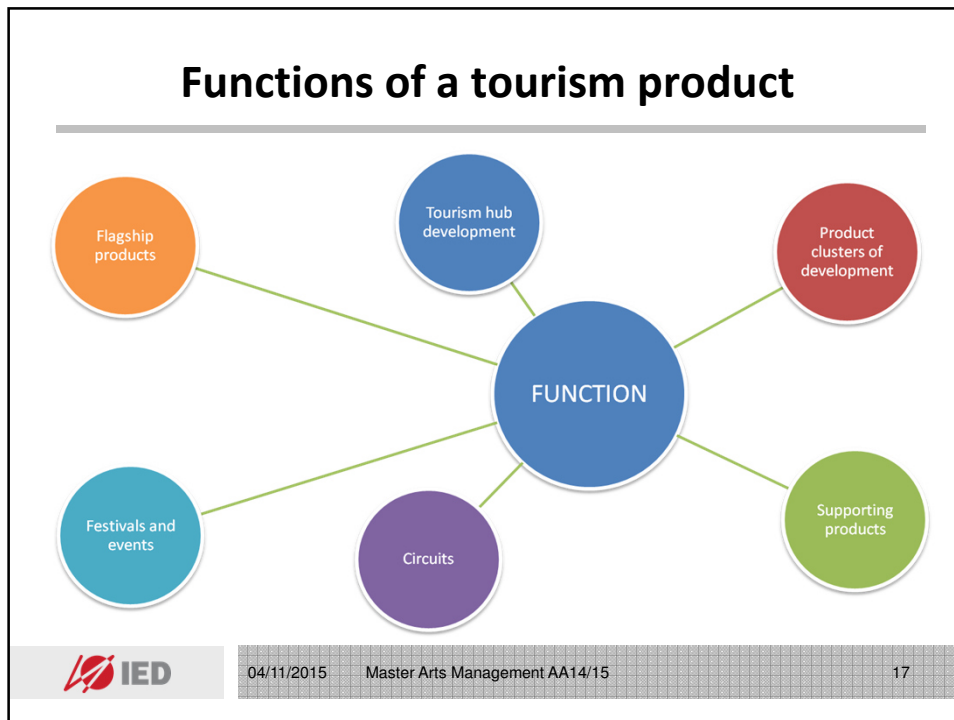 Functions of a tourism product
Flagship
products
Tourism hub
development
Product
clusters of
development
FUNCTION
Festivals and
events
Circuits
Supporting
products
IED
04/11/2015 Master Arts Management AA14/15 17